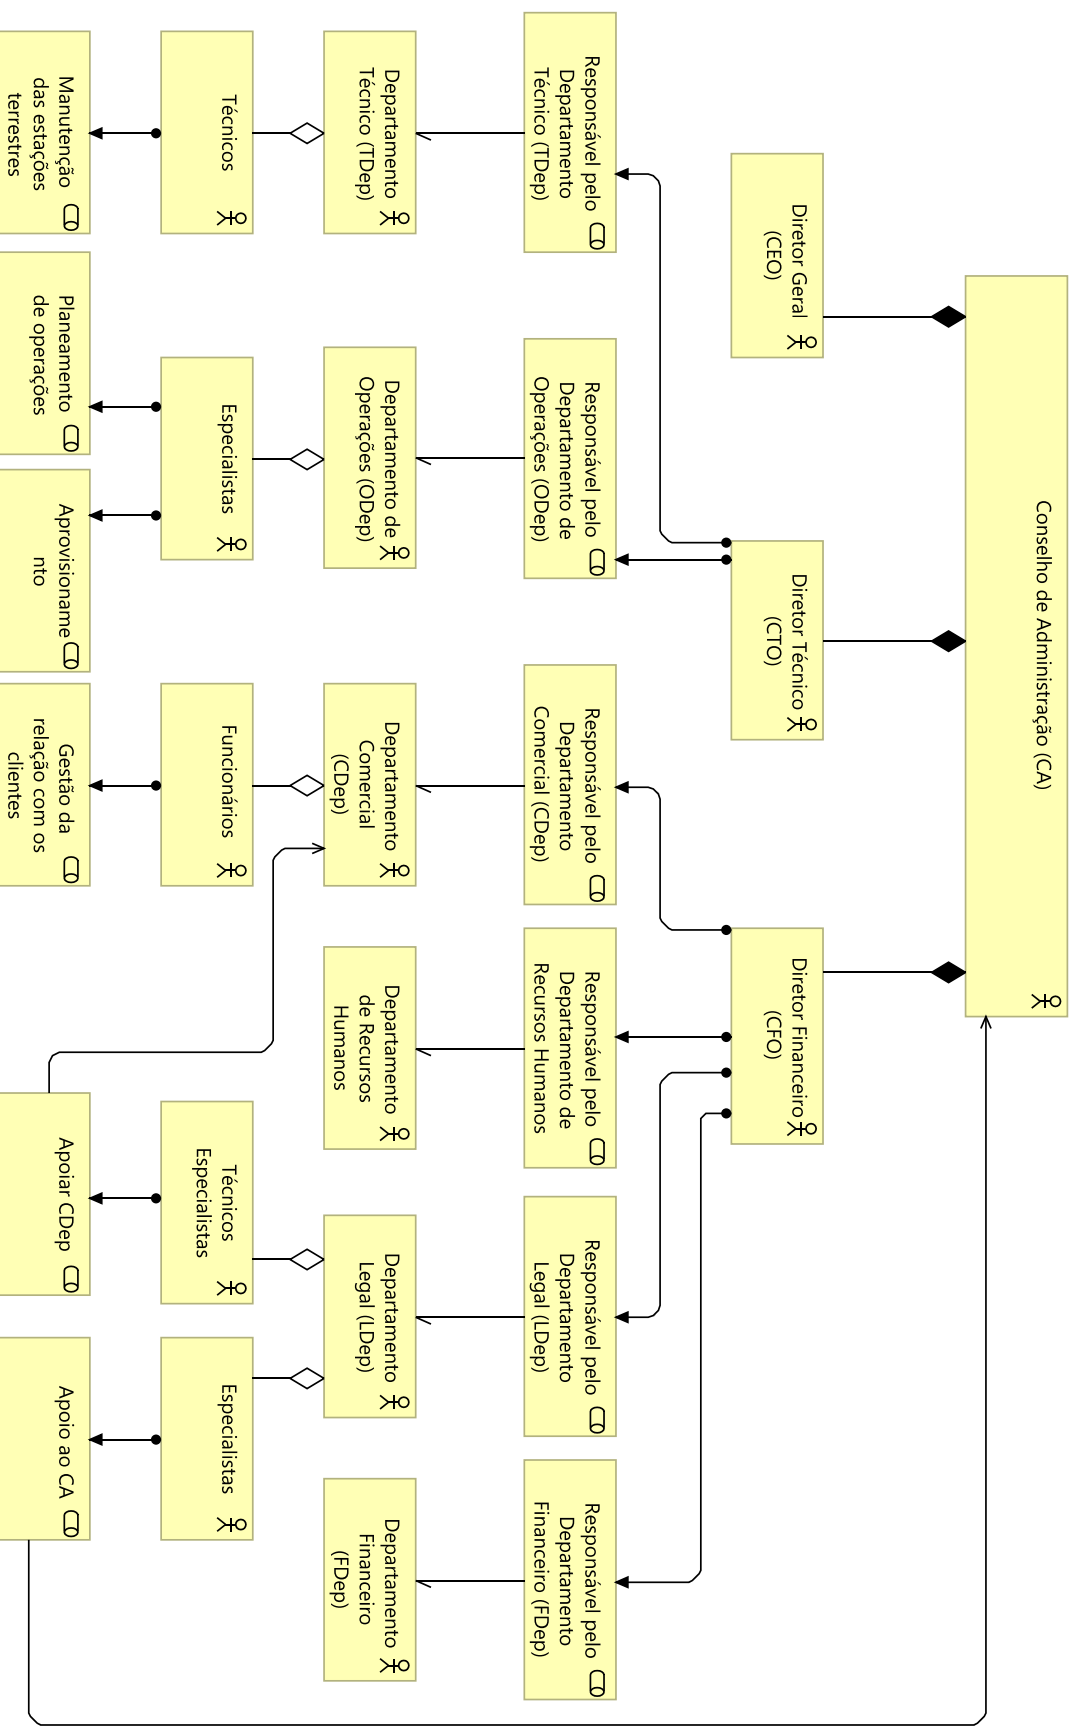 Conselho de Administração (CA)
Diretor Geral
(CEO)
Diretor Técnico
(CTO)
Diretor Financeiro
(CFO)
Responsável pelo
Departamento
Técnico (TDep)
Responsável pelo
Departamento de
Operações (ODep)
Responsável pelo
Departamento
Comercial (CDep)
Responsável pelo
Departamento de
Recursos Humanos
Responsável pelo
Departamento
Legal (LDep)
Responsável pelo
Departamento
Financeiro (FDep)
Departamento
Técnico (TDep)
Departamento de
Operações (ODep)
Departamento
Comercial
(CDep)
Departamento
de Recursos
Humanos
Departamento
Legal (LDep)
Departamento
Financeiro
(FDep)
Técnicos
Especialistas
Funcionários
Técnicos
Especialistas
Especialistas
Manutenção
das estações
terrestres
Planeamento
de operações
Aprovisioname
nto
Gestão da
relação com os
clientes
Apoiar CDep
Apoio ao CA